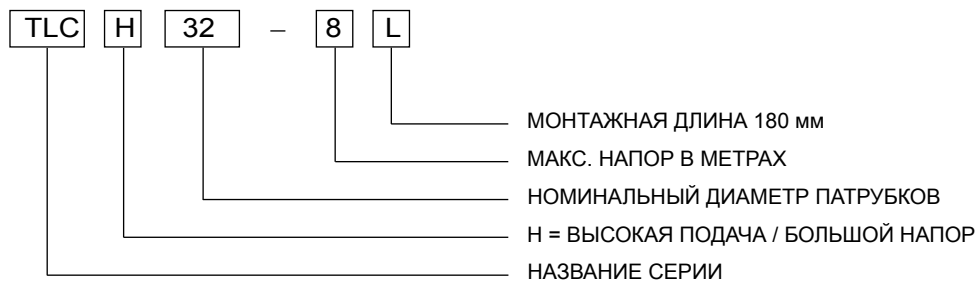 TLC H 32 – 8 L
МОНТАЖНАЯ ДЛИНА 180 мм
МАКС. НАПОР В МЕТРАХ
НОМИНАЛЬНЫЙ ДИАМЕТР ПАТРУБКОВ
Н = ВЫСОКАЯ ПОДАЧА / БОЛЬШОЙ НАПОР
НАЗВАНИЕ СЕРИИ